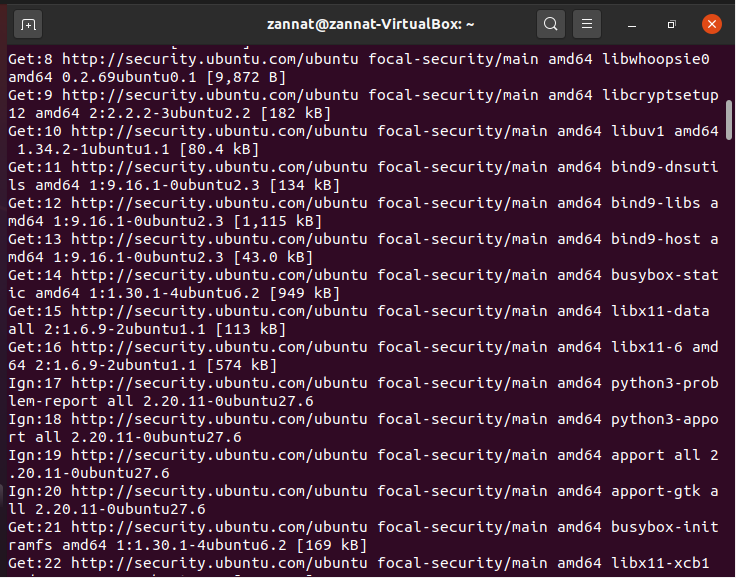 zannat@zannat-VirtualBox: ~
Get:8 http://security.ubuntu.com/ubuntu focal-security/main amd64 libwhoopsie0
amd64 0.2.69ubuntu0.1 [9,872 B]
Get:9 http://security.ubuntu.com/ubuntu focal-security/main amd64 libcryptsetup
12 amd64 2:2.2.2-3ubuntu2.2 [182 kB]
Get:10 http://security.ubuntu.com/ubuntu focal-security/main amd64 libuv1 amd64
 1.34.2-1ubuntu1.1 [80.4 kB]
Get:11 http://security.ubuntu.com/ubuntu focal-security/main amd64 bind9-dnsuti
ls amd64 1:9.16.1-0ubuntu2.3 [134 kB]
Get:12 http://security.ubuntu.com/ubuntu focal-security/main amd64 bind9-libs a
md64 1:9.16.1-0ubuntu2.3 [1,115 kB]
Get:13 http://security.ubuntu.com/ubuntu focal-security/main amd64 bind9-host a
md64 1:9.16.1-0ubuntu2.3 [43.0 kB]
Get:14 http://security.ubuntu.com/ubuntu focal-security/main amd64 busybox-stat
ic amd64 1:1.30.1-4ubuntu6.2 [949 kB]
Get:15 http://security.ubuntu.com/ubuntu focal-security/main amd64 libx11-data
all 2:1.6.9-2ubuntu1.1 [113 kB]
Get:16 http://security.ubuntu.com/ubuntu focal-security/main amd64 libx11-6 amd
64 2:1.6.9-2ubuntu1.1 [574 kB]
Ign:17 http://security.ubuntu.com/ubuntu focal-security/main amd64 python3-prob
lem-report all 2.20.11-0ubuntu27.6
Ign:18 http://security.ubuntu.com/ubuntu focal-security/main amd64 python3-appo
rt all 2.20.11-0ubuntu27.6
Ign:19 http://security.ubuntu.com/ubuntu focal-security/main amd64 apport all 2
.20.11-0ubuntu27.6
Ign:20 http://security.ubuntu.com/ubuntu focal-security/main amd64 apport-gtk a
ll 2.20.11-0ubuntu27.6
Get:21 http://security.ubuntu.com/ubuntu focal-security/main amd64 busybox-init
ramfs amd64 1:1.30.1-4ubuntu6.2 [169 kB]
Get:22 http://security.ubuntu.com/ubuntu focal-security/main amd64 libx11-xcb1